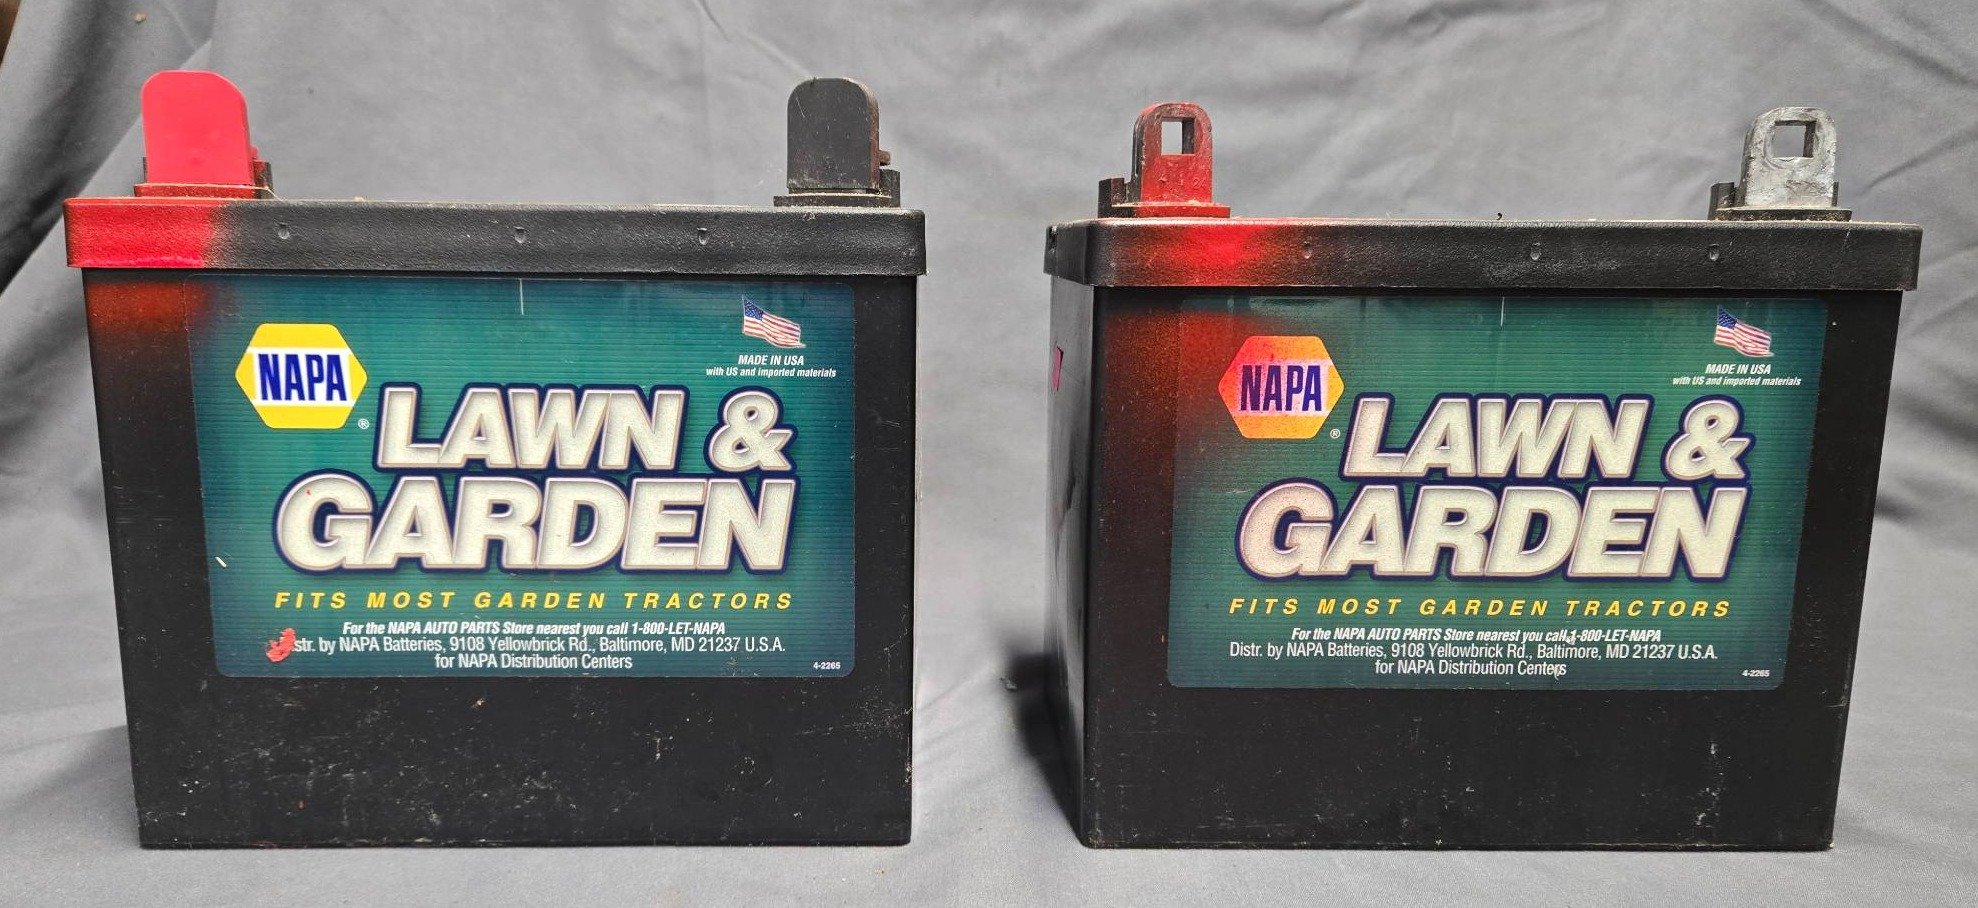 NAPA
®
MADE IN USA
with US and imported materials
LAWN &
GARDEN
FITS MOST GARDEN TRACTORS
For the NAPA AUTO PARTS Store nearest you call 1-800-LET-NAPA
str. by NAPA Batteries, 9108 Yellowbrick Rd., Baltimore, MD 21237 U.S.A.
for NAPA Distribution Centers
4-2265
NAPA
®
MADE IN USA
with US and imported materials
LAWN &
GARDEN
FITS MOST GARDEN TRACTORS
For the NAPA AUTO PARTS Store nearest you call 1-800-LET-NAPA
Distr. by NAPA Batteries, 9108 Yellowbrick Rd., Baltimore, MD 21237 U.S.A.
for NAPA Distribution Centers
4-2265